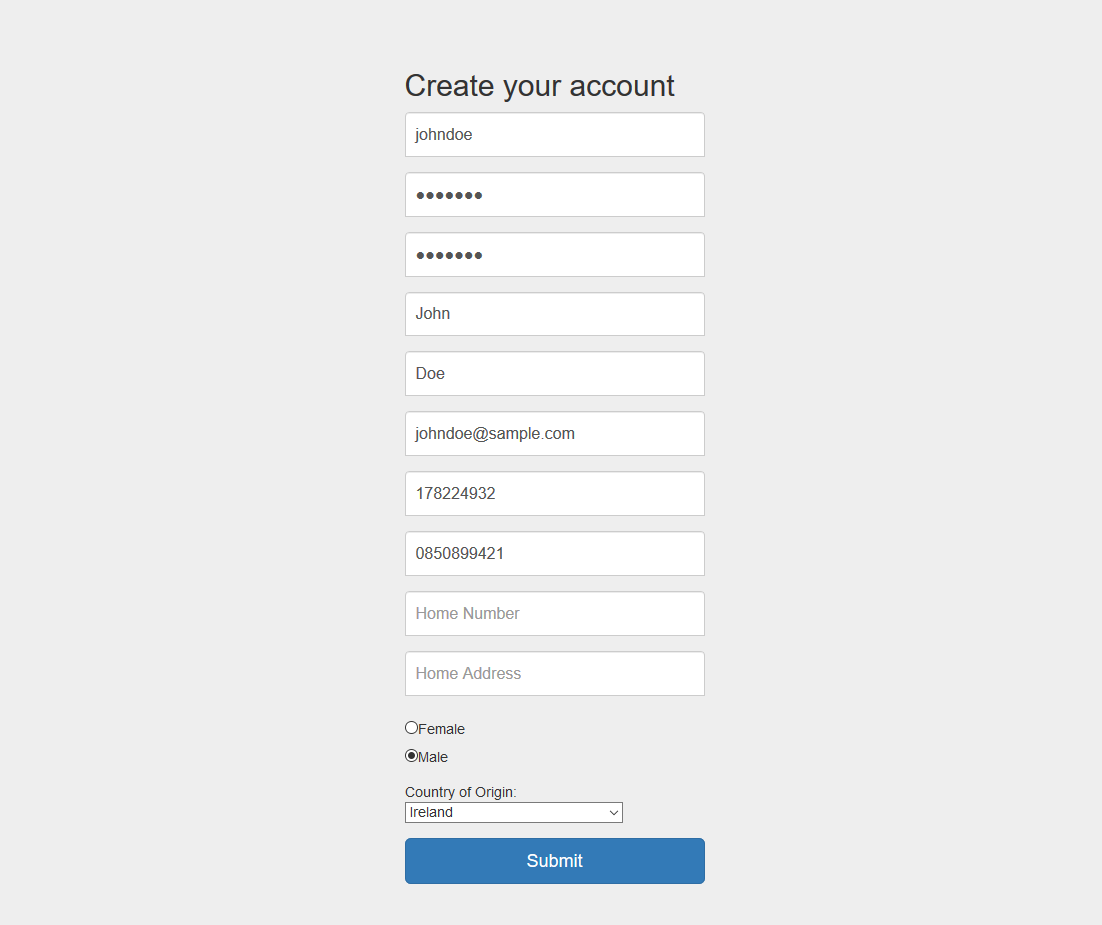 Create your account
johndoe
●●●●●●●
●●●●●●●
John
Doe
johndoe@sample.com
178224932
0850899421
Home Number
Home Address
Female
Male
Country of Origin:
Ireland
Submit